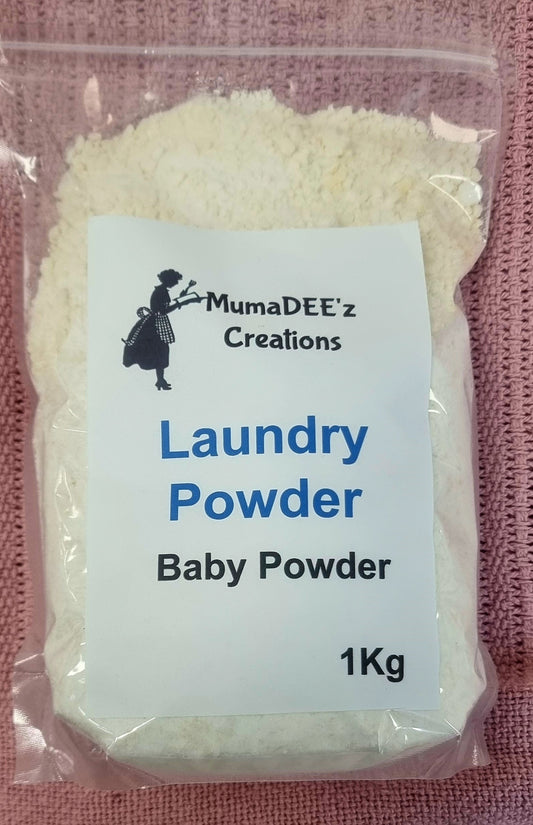 MumaDEE'z
Creations
Laundry
Powder
Baby Powder
1Kg